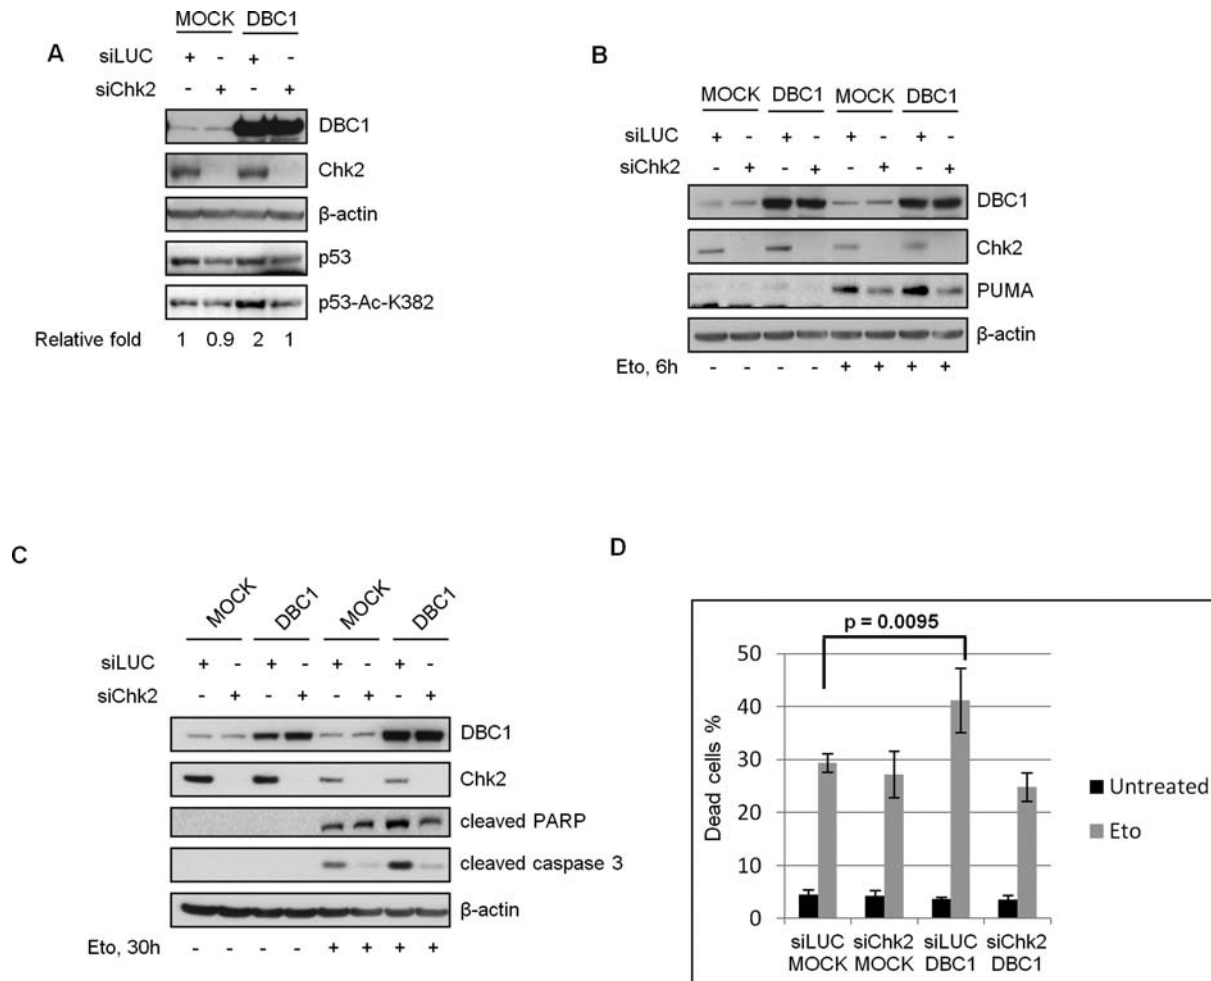 A
MOCK DBC1
siLUC + - + -
siChk2 - + - +
DBC1
Chk2
β-actin
p53
p53-Ac-K382
Relative fold 1 0.9 2 1
B
MOCK DBC1 MOCK DBC1
siLUC + - + - + - + -
siChk2 - + - + - + - +
DBC1
Chk2
PUMA
β-actin
Eto, 6h - - - - + + + +
C
MOCK DBC1 MOCK DBC1
siLUC + - + - + - + -
siChk2 - + - + - + - +
DBC1
Chk2
cleaved PARP
cleaved caspase 3
β-actin
Eto, 30h - - - - + + + +
D
p = 0.0095
Dead cells %
50
40
30
20
10
0
siLUC siChk2 siLUC siChk2
MOCK MOCK DBC1 DBC1
Untreated
Eto